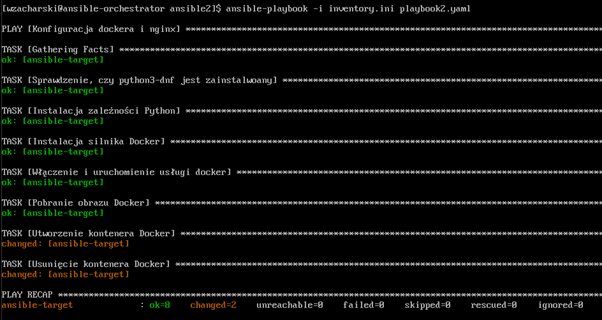 [wzacharski@ansible-orchestrator ansible2]$ ansible-playbook -i inventory.ini playbook2.yaml
PLAY [Konfiguracja dockera i nginx] *****************************************************************************
TASK [Gathering Facts] ******************************************************************************************
ok: [ansible-target]
TASK [Sprawdzenie, czy python3-dnf jest zainstalwoany] **********************************************************
ok: [ansible-target]
TASK [Instalacja zależności Python] *****************************************************************************
ok: [ansible-target]
TASK [Instalacja silnika Docker] ********************************************************************************
ok: [ansible-target]
TASK [Włączenie i uruchomienie usługi docker] *******************************************************************
ok: [ansible-target]
TASK [Pobranie obrazu Docker] ***********************************************************************************
ok: [ansible-target]
TASK [Utworzenie kontenera Docker] ******************************************************************************
changed: [ansible-target]
TASK [Usunięcie kontenera Docker] *******************************************************************************
changed: [ansible-target]
PLAY RECAP ******************************************************************************************************
ansible-target : ok=8 changed=2 unreachable=0 failed=0 skipped=0 rescued=0 ignored=0